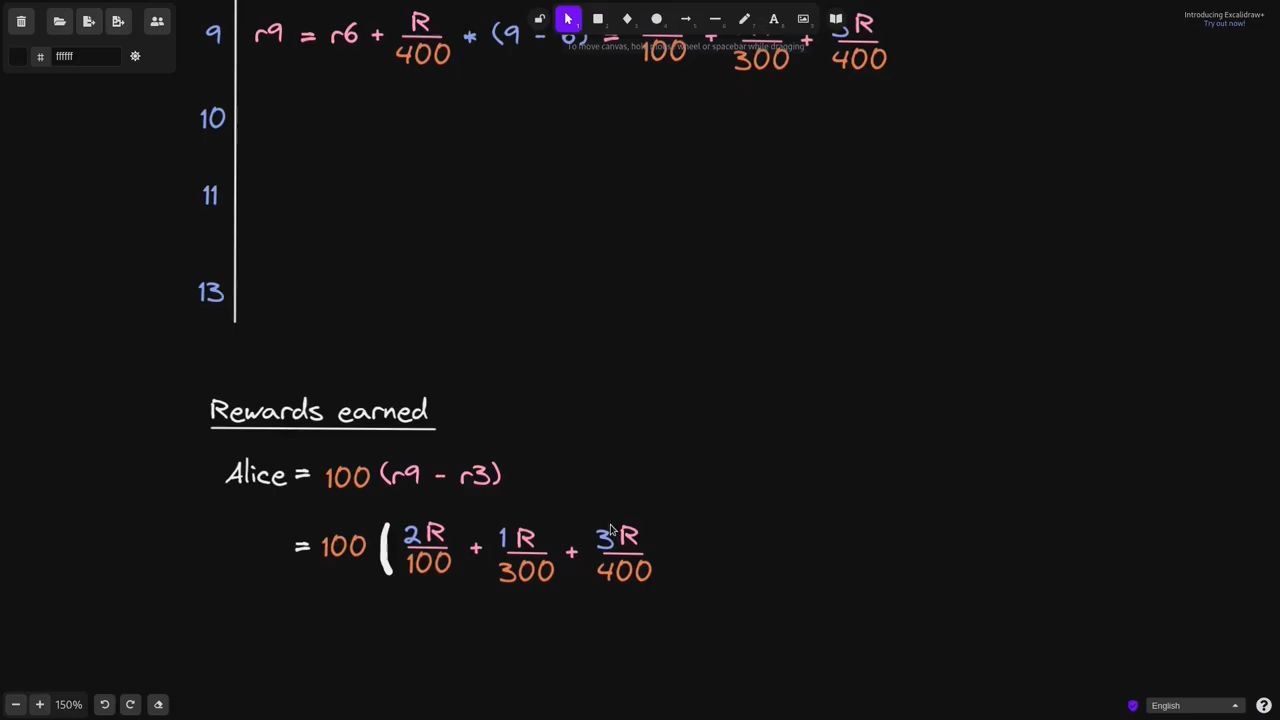 Introducing Excalidraw+
Try out now!
# ffffff
To move canvas, hold mouse wheel or spacebar while dragging
9 r9 = r6 + R/400 * (9 - 6) = /100 + /300 + 3R/400
10
11
13
Rewards earned
Alice = 100 (r9 - r3)
= 100 ( 2R/100 + 1R/300 + 3R/400
150%
English